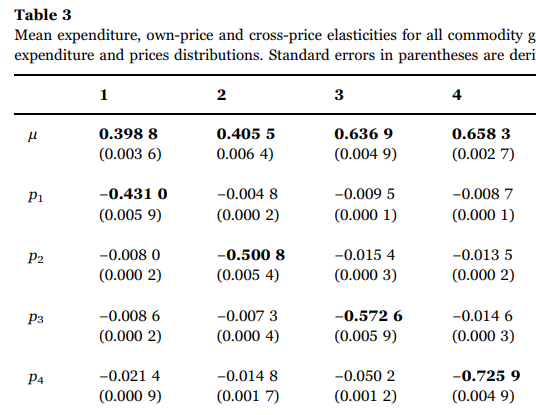 Table 3
Mean expenditure, own-price and cross-price elasticities for all commodity g
expenditure and prices distributions. Standard errors in parentheses are deri
1 2 3 4
μ 0.398 8 0.405 5 0.636 9 0.658 3
(0.003 6) 0.006 4) (0.004 9) (0.002 7)
p1 −0.431 0 −0.004 8 −0.009 5 −0.008 7
(0.005 9) (0.000 2) (0.000 1) (0.000 1)
p2 −0.008 0 −0.500 8 −0.015 4 −0.013 5
(0.000 2) (0.005 4) (0.000 3) (0.000 2)
p3 −0.008 6 −0.007 3 −0.572 6 −0.014 6
(0.000 2) (0.000 4) (0.005 9) (0.000 3)
p4 −0.021 4 −0.014 8 −0.050 2 −0.725 9
(0.000 9) (0.001 7) (0.001 2) (0.004 9)